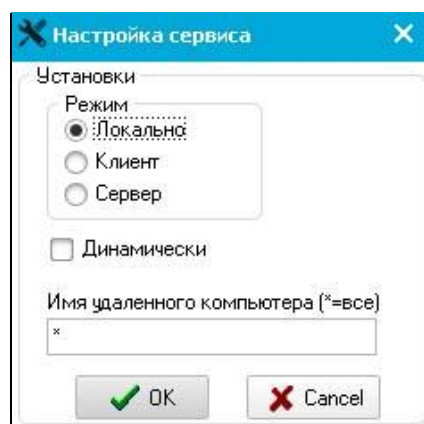 Настройка сервиса
Установки
Режим
Локально
Клиент
Сервер
Динамически
Имя удаленного компьютера (*=все)
*
OK
Cancel